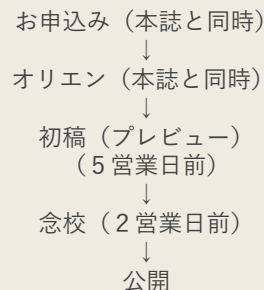 お申込み（本誌と同時）
↓
オリエン（本誌と同時）
↓
初稿（プレビュー）
（５営業日前）
↓
念校（２営業日前）
↓
公開